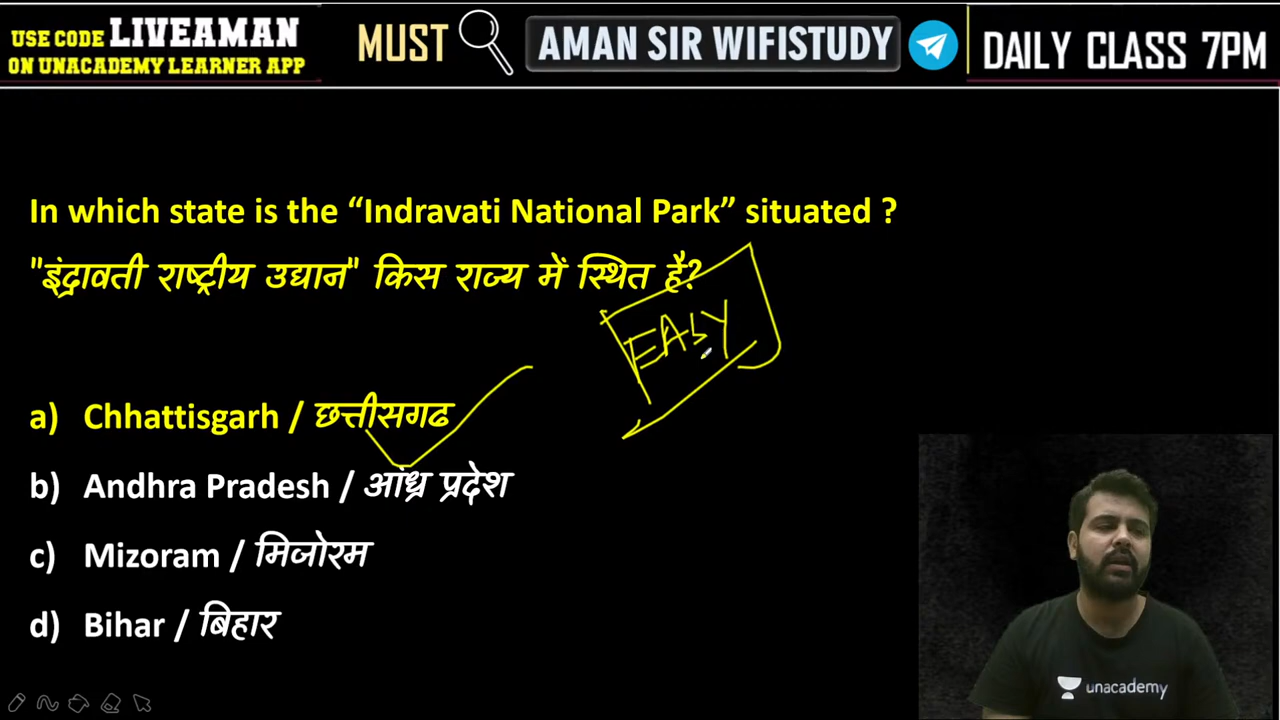 USE CODE LIVEAMAN
ON UNACADEMY LEARNER APP
MUST
AMAN SIR WIFISTUDY
DAILY CLASS 7PM
In which state is the “Indravati National Park” situated ?
"इंद्रावती राष्ट्रीय उद्यान" किस राज्य में स्थित है?
EASY
a) Chhattisgarh / छत्तीसगढ
b) Andhra Pradesh / आंध्र प्रदेश
c) Mizoram / मिजोरम
d) Bihar / बिहार
unacademy